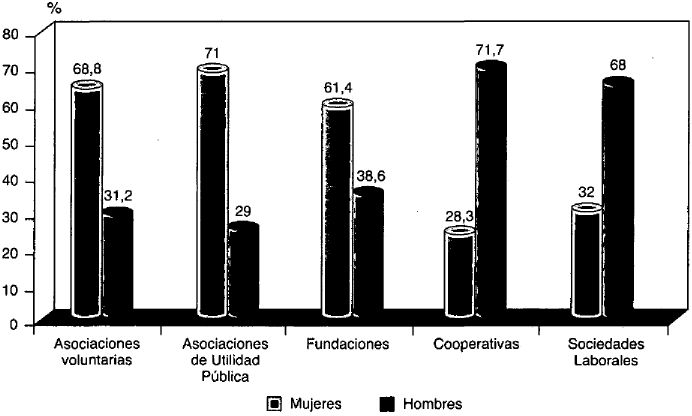 %
80
70
60
50
40
30
20
10
0
68,8
31,2
71
29
61,4
38,6
28,3
71,7
32
68
Asociaciones
voluntarias
Asociaciones
de Utilidad
Pública
Fundaciones
Cooperativas
Sociedades
Laborales
Mujeres
Hombres